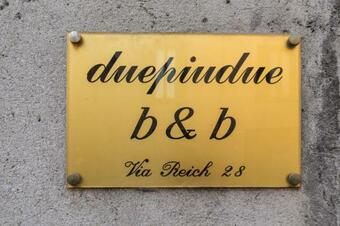 duepiudue
b & b
Via Reich 28